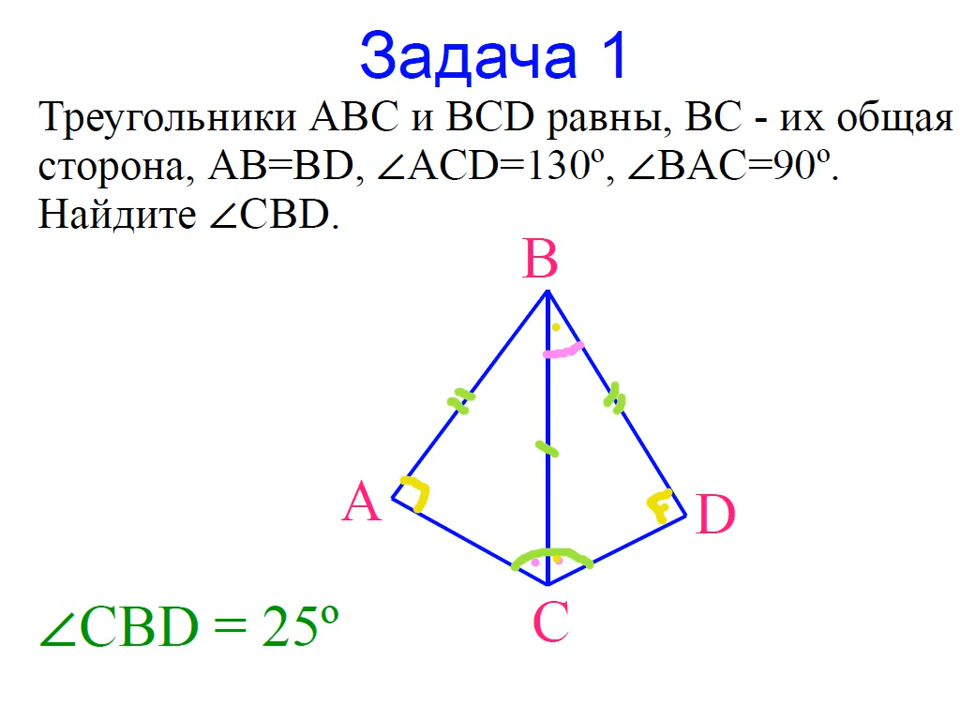 Задача 1
Треугольники ABC и BCD равны, BC - их общая
сторона, AB=BD, ∠ACD=130º, ∠BAC=90º.
Найдите ∠CBD.
B
A
D
C
∠CBD = 25º